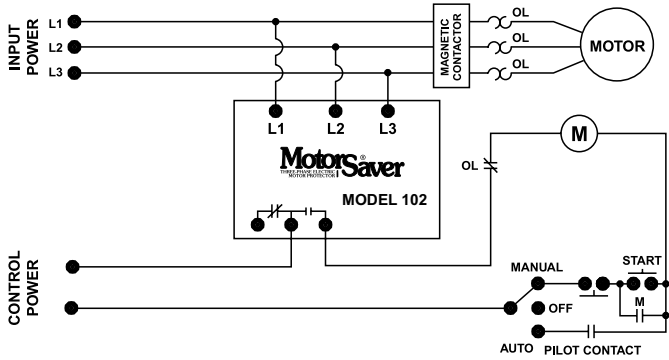 INPUT POWER
L1
L2
L3
MAGNETIC CONTACTOR
OL
OL
OL
MOTOR
L1 L2 L3
MotorSaver®
THREE-PHASE ELECTRIC
MOTOR PROTECTOR
MODEL 102
OL
M
CONTROL POWER
MANUAL
OFF
AUTO
START
M
PILOT CONTACT